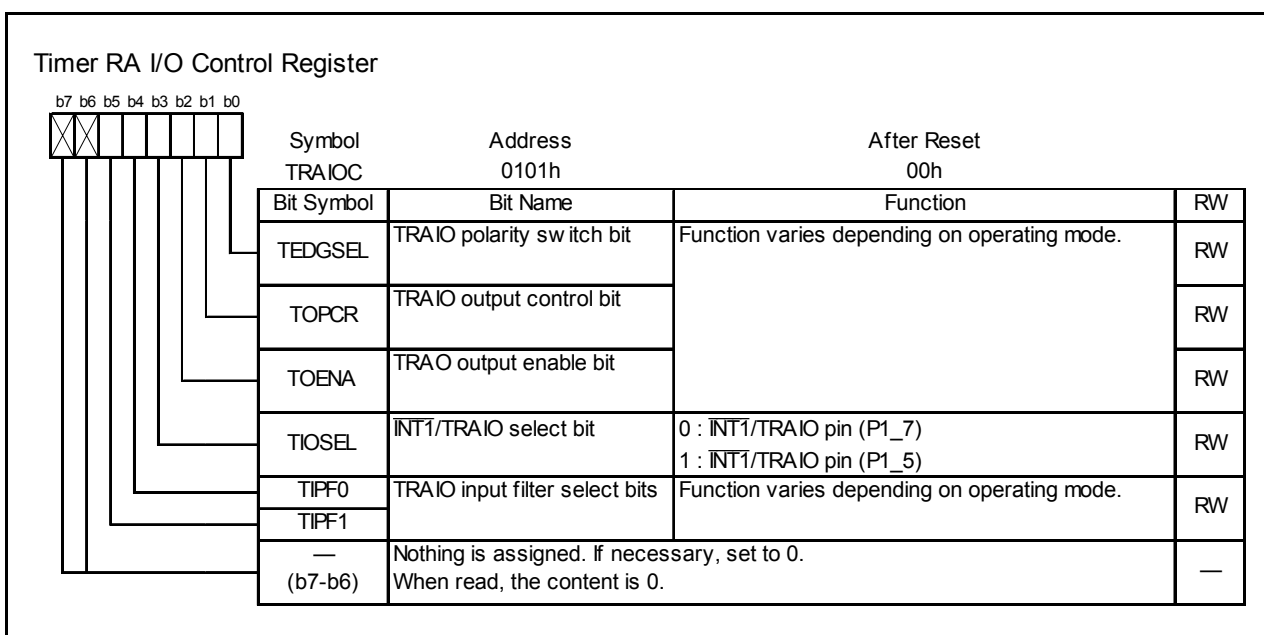 Timer RA I/O Control Register
b7 b6 b5 b4 b3 b2 b1 b0
Symbol Address After Reset
TRAIOC 0101h 00h
Bit Symbol Bit Name Function RW
TEDGSEL TRAIO polarity switch bit Function varies depending on operating mode. RW
TOPCR TRAIO output control bit RW
TOENA TRAO output enable bit RW
TIOSEL INT1/TRAIO select bit 0 : INT1/TRAIO pin (P1_7) RW
1 : INT1/TRAIO pin (P1_5)
TIPF0 TRAIO input filter select bits Function varies depending on operating mode. RW
TIPF1
— Nothing is assigned. If necessary, set to 0. —
(b7-b6) When read, the content is 0.